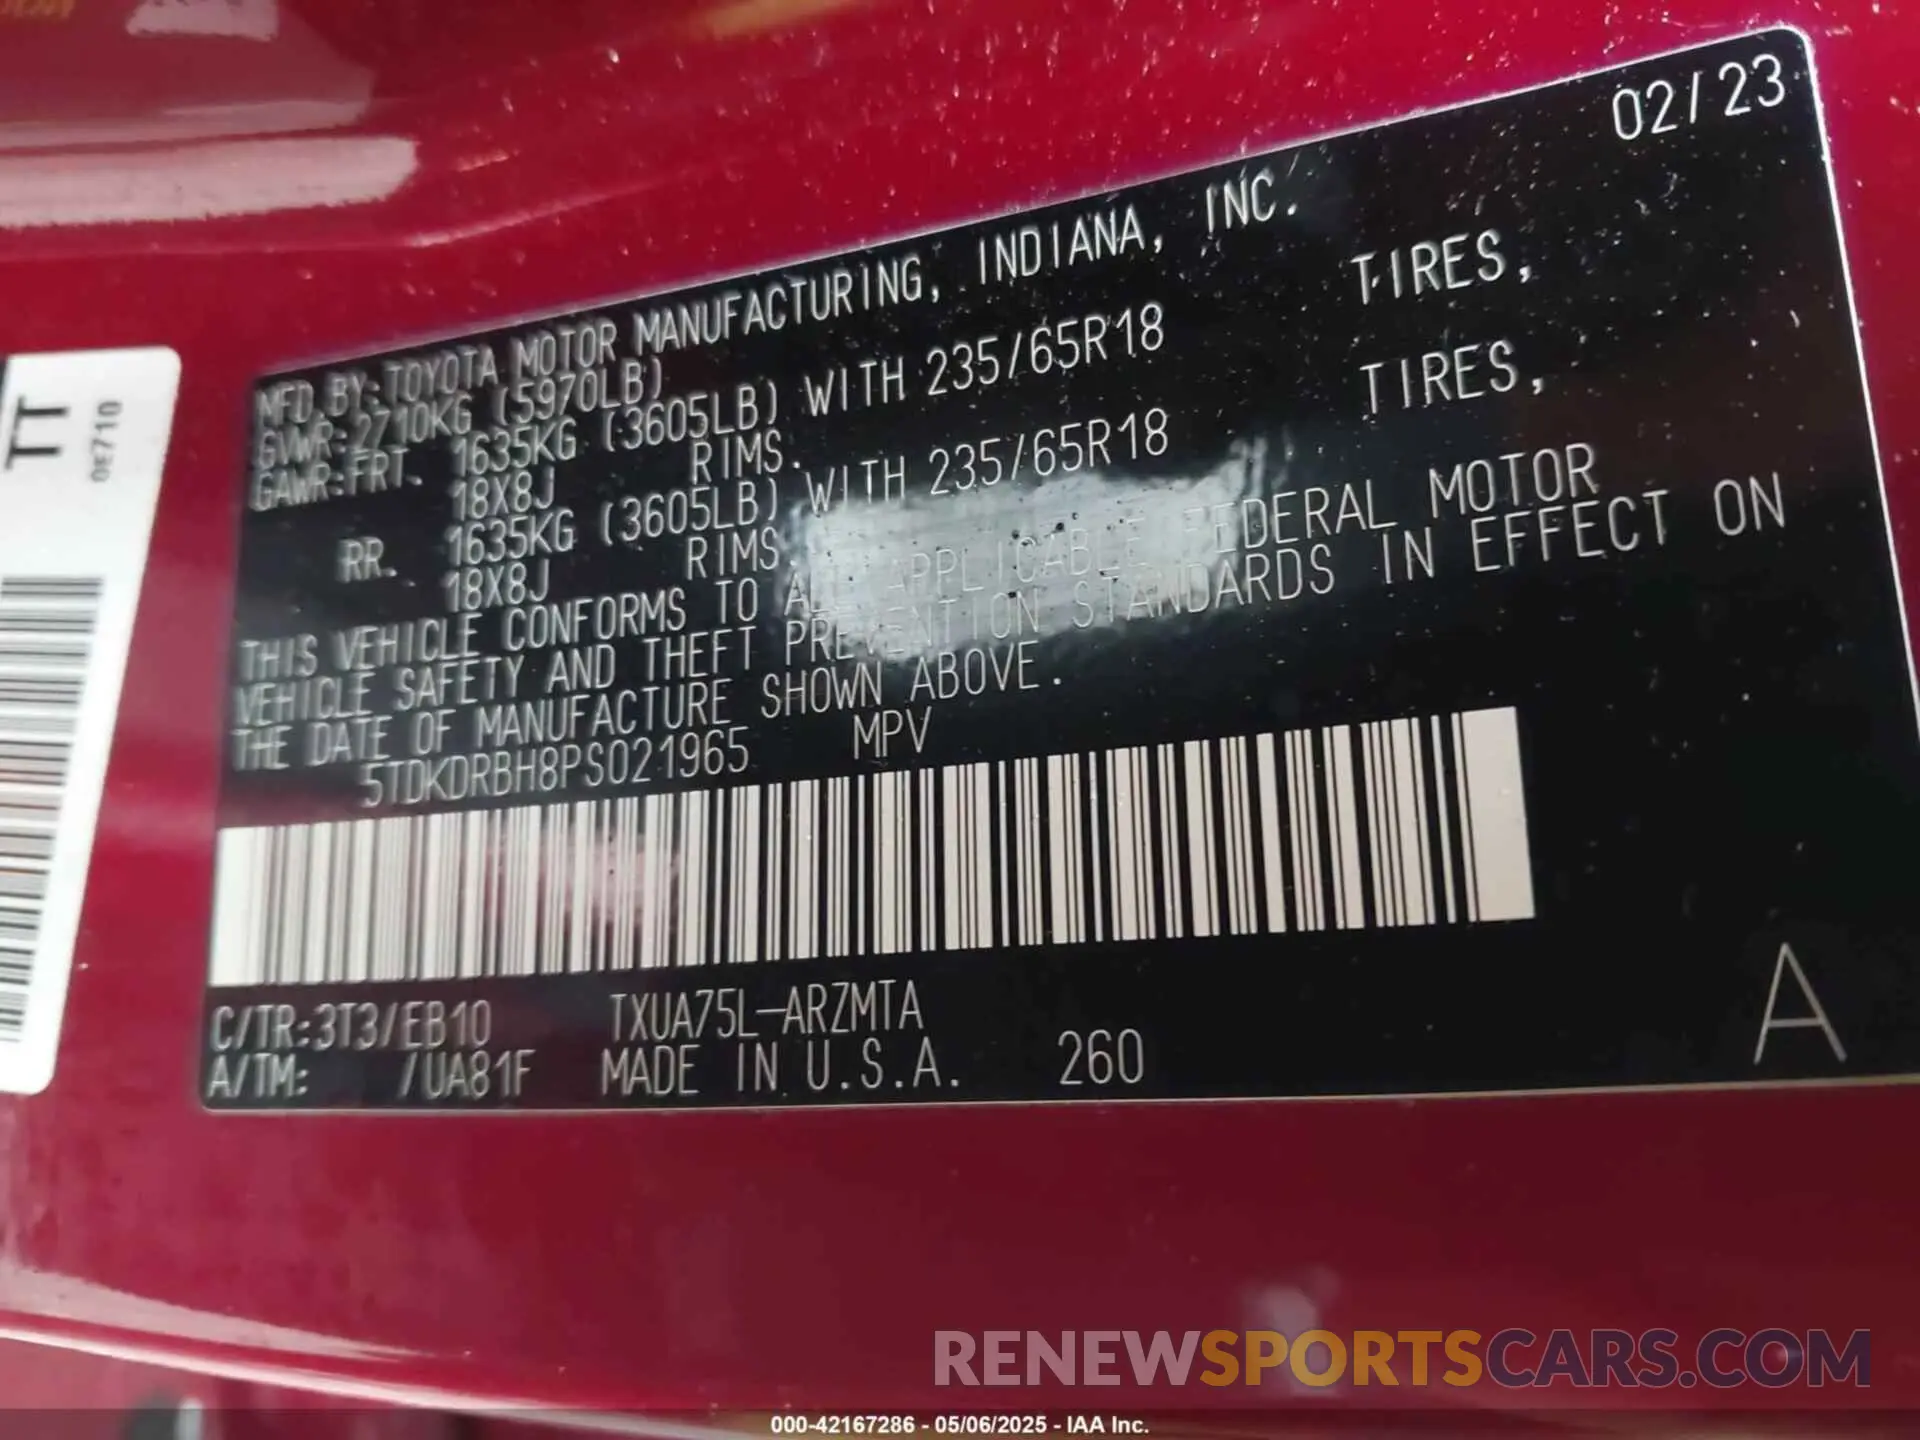 02/23
MFD.BY:TOYOTA MOTOR MANUFACTURING, INDIANA, INC.
GVWR:2710KG (5970LB)
GAWR:FRT. 1635KG (3605LB) WITH 235/65R18 TIRES,
18X8J RIMS.
RR. 1635KG (3605LB) WITH 235/65R18 TIRES,
18X8J RIMS.
THIS VEHICLE CONFORMS TO ALL APPLICABLE FEDERAL MOTOR
VEHICLE SAFETY AND THEFT PREVENTION STANDARDS IN EFFECT ON
THE DATE OF MANUFACTURE SHOWN ABOVE.
5TDKDRBH8PS021965 MPV
C/TR:3T3/EB10 TXUA75L-ARZMTA
A/TM: /UA81F MADE IN U.S.A. 260
A
TT
0E710
RENEWSPORTSCARS.COM
000-42167286 - 05/06/2025 - IAA Inc.